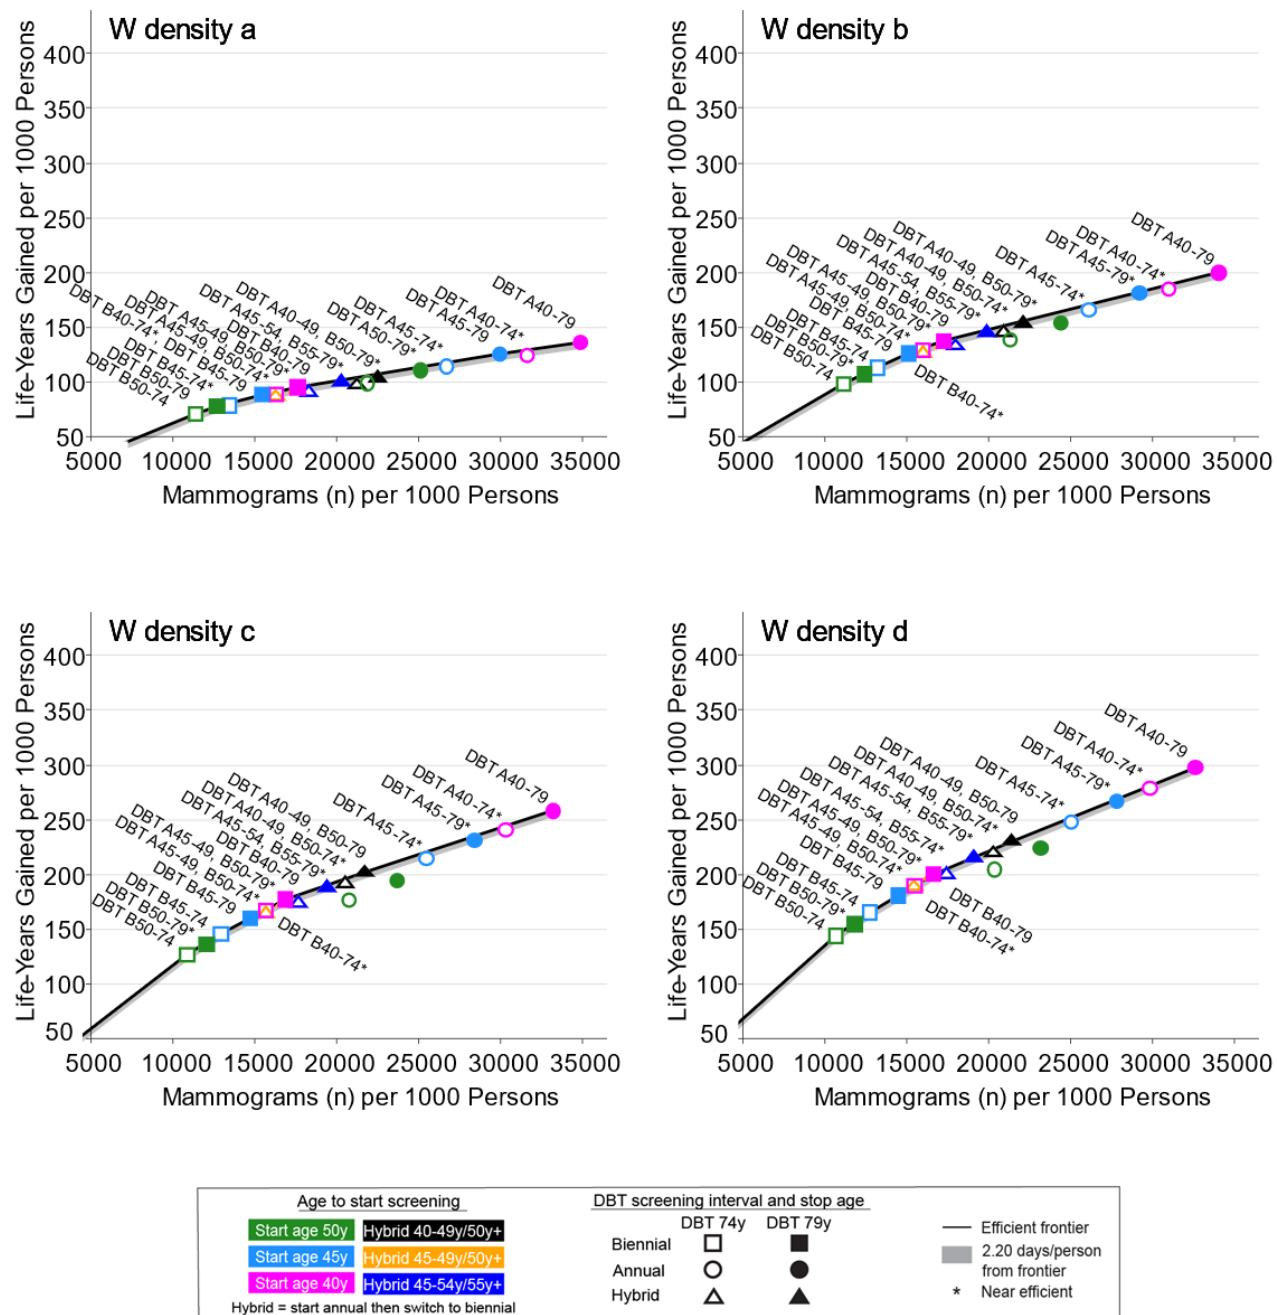 W density a
400
350
300
250
200
150
100
50
Life-Years Gained per 1000 Persons
DBT B50-74
DBT B50-79
DBT B45-74*
DBT B40-74*, DBT B45-79
DBT A45-49, B50-74*
DBT A45-49, B50-79*
DBT B40-79
DBT A45-54, B55-79*
DBT A40-49, B50-79*
DBT A50-79*
DBT A45-74*
DBT A45-79
DBT A40-74*
DBT A40-79
5000 10000 15000 20000 25000 30000 35000
Mammograms (n) per 1000 Persons
W density b
400
350
300
250
200
150
100
50
Life-Years Gained per 1000 Persons
DBT B50-74
DBT B50-79*
DBT B45-74
DBT B45-79
DBT A45-49, B50-74*
DBT A45-49, B50-79*
DBT B40-79
DBT A45-54, B55-79*
DBT A40-49, B50-74*
DBT A40-49, B50-79*
DBT A45-74*
DBT A45-79*
DBT A40-74*
DBT A40-79
DBT B40-74*
5000 10000 15000 20000 25000 30000 35000
Mammograms (n) per 1000 Persons
W density c
400
350
300
250
200
150
100
50
Life-Years Gained per 1000 Persons
DBT B50-74
DBT B50-79*
DBT B45-74
DBT B45-79
DBT A45-49, B50-74*
DBT A45-49, B50-79*
DBT B40-79
DBT A45-54, B55-79*
DBT A40-49, B50-74*
DBT A40-49, B50-79
DBT A45-74*
DBT A45-79*
DBT A40-74*
DBT A40-79
DBT B40-74*
5000 10000 15000 20000 25000 30000 35000
Mammograms (n) per 1000 Persons
W density d
400
350
300
250
200
150
100
50
Life-Years Gained per 1000 Persons
DBT B50-74
DBT B50-79*
DBT B45-74
DBT B45-79
DBT A45-49, B50-74*
DBT A45-49, B50-79*
DBT A45-54, B55-74*
DBT A45-54, B55-79*
DBT A40-49, B50-74*
DBT A40-49, B50-79
DBT A45-74*
DBT A45-79*
DBT A40-74*
DBT A40-79
DBT B40-79
DBT B40-74*
5000 10000 15000 20000 25000 30000 35000
Mammograms (n) per 1000 Persons
Age to start screening
Start age 50y Hybrid 40-49y/50y+
Start age 45y Hybrid 45-49y/50y+
Start age 40y Hybrid 45-54y/55y+
Hybrid = start annual then switch to biennial
DBT screening interval and stop age
DBT 74y DBT 79y
Biennial
Annual
Hybrid
Efficient frontier
2.20 days/person
from frontier
* Near efficient